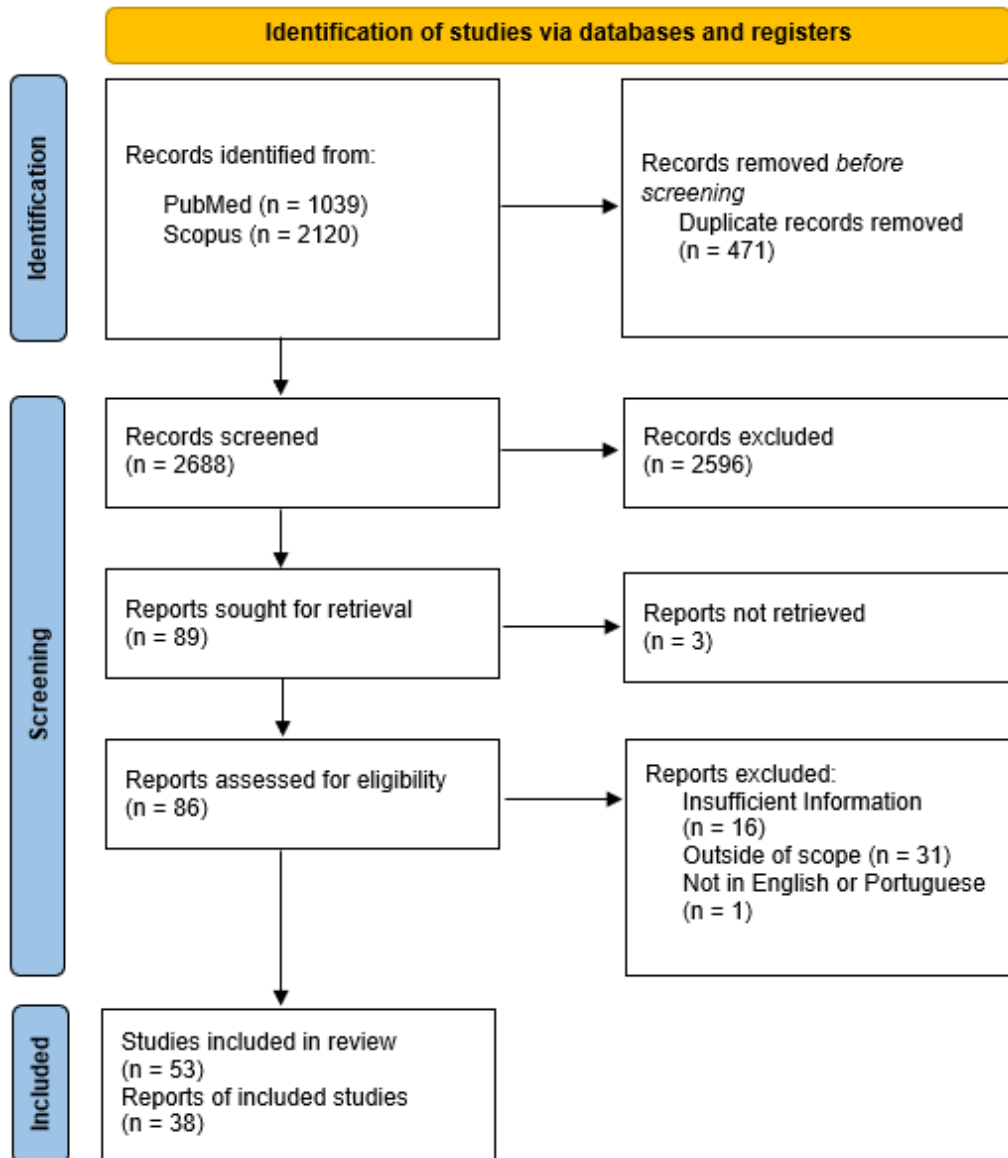 Identification of studies via databases and registers
Identification
Records identified from:
PubMed (n = 1039)
Scopus (n = 2120)
Records removed before
screening
Duplicate records removed
(n = 471)
Screening
Records screened
(n = 2688)
Records excluded
(n = 2596)
Reports sought for retrieval
(n = 89)
Reports not retrieved
(n = 3)
Reports assessed for eligibility
(n = 86)
Reports excluded:
Insufficient Information
(n = 16)
Outside of scope (n = 31)
Not in English or Portuguese
(n = 1)
Included
Studies included in review
(n = 53)
Reports of included studies
(n = 38)